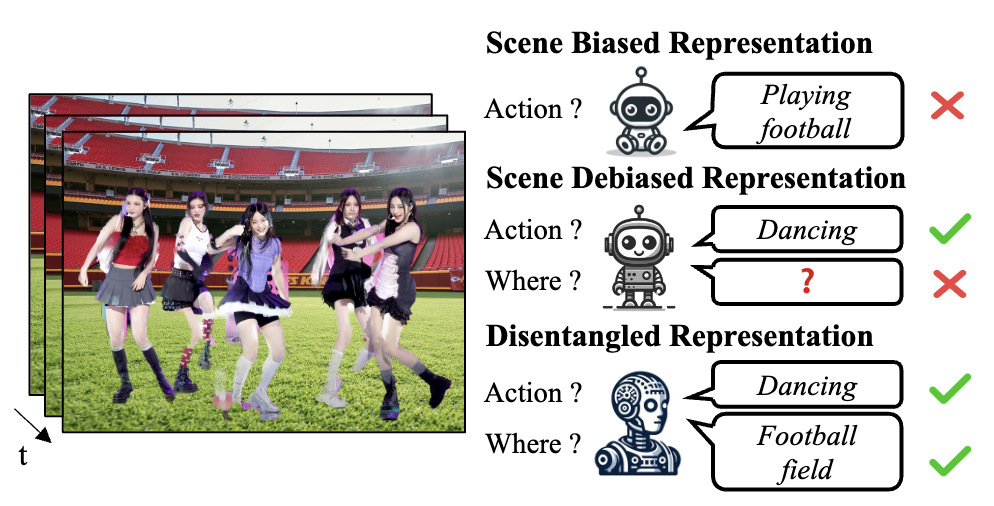 Scene Biased Representation
Action ?
Playing
football
Scene Debiased Representation
Action ?
Dancing
Where ?
?
Disentangled Representation
Action ?
Dancing
Where ?
Football
field
t